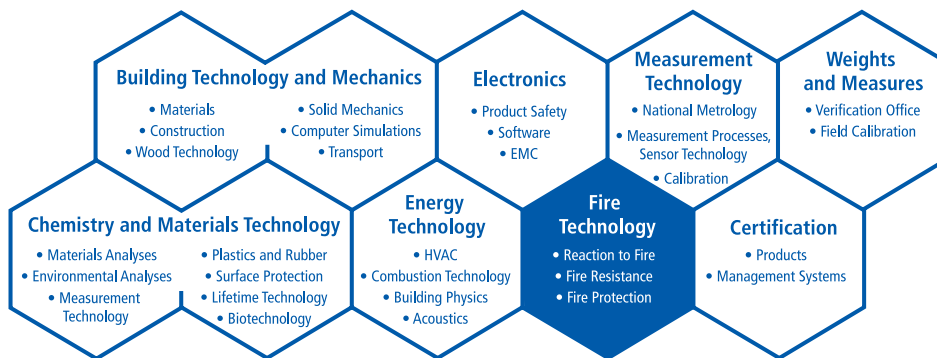 Building Technology and Mechanics
• Materials
• Construction
• Wood Technology
• Solid Mechanics
• Computer Simulations
• Transport
Electronics
• Product Safety
• Software
• EMC
Measurement
Technology
• National Metrology
• Measurement Processes,
Sensor Technology
• Calibration
Weights
and Measures
• Verification Office
• Field Calibration
Chemistry and Materials Technology
• Materials Analyses
• Environmental Analyses
• Measurement
Technology
• Plastics and Rubber
• Surface Protection
• Lifetime Technology
• Biotechnology
Energy
Technology
• HVAC
• Combustion Technology
• Building Physics
• Acoustics
Fire
Technology
• Reaction to Fire
• Fire Resistance
• Fire Protection
Certification
• Products
• Management Systems